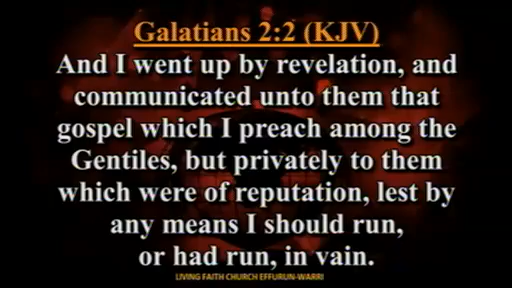 Galatians 2:2 (KJV)
And I went up by revelation, and
communicated unto them that
gospel which I preach among the
Gentiles, but privately to them
which were of reputation, lest by
any means I should run,
or had run, in vain.
LIVING FAITH CHURCH EFFURUN-WARRI